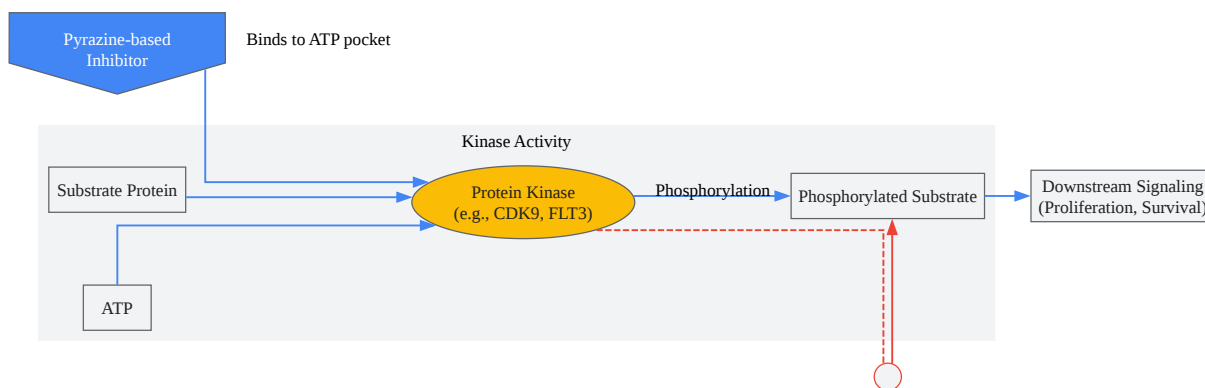 Pyrazine-based
Inhibitor
Binds to ATP pocket
Kinase Activity
Substrate Protein
Protein Kinase
(e.g., CDK9, FLT3)
Phosphorylation
Phosphorylated Substrate
Downstream Signaling
(Proliferation, Survival)
ATP